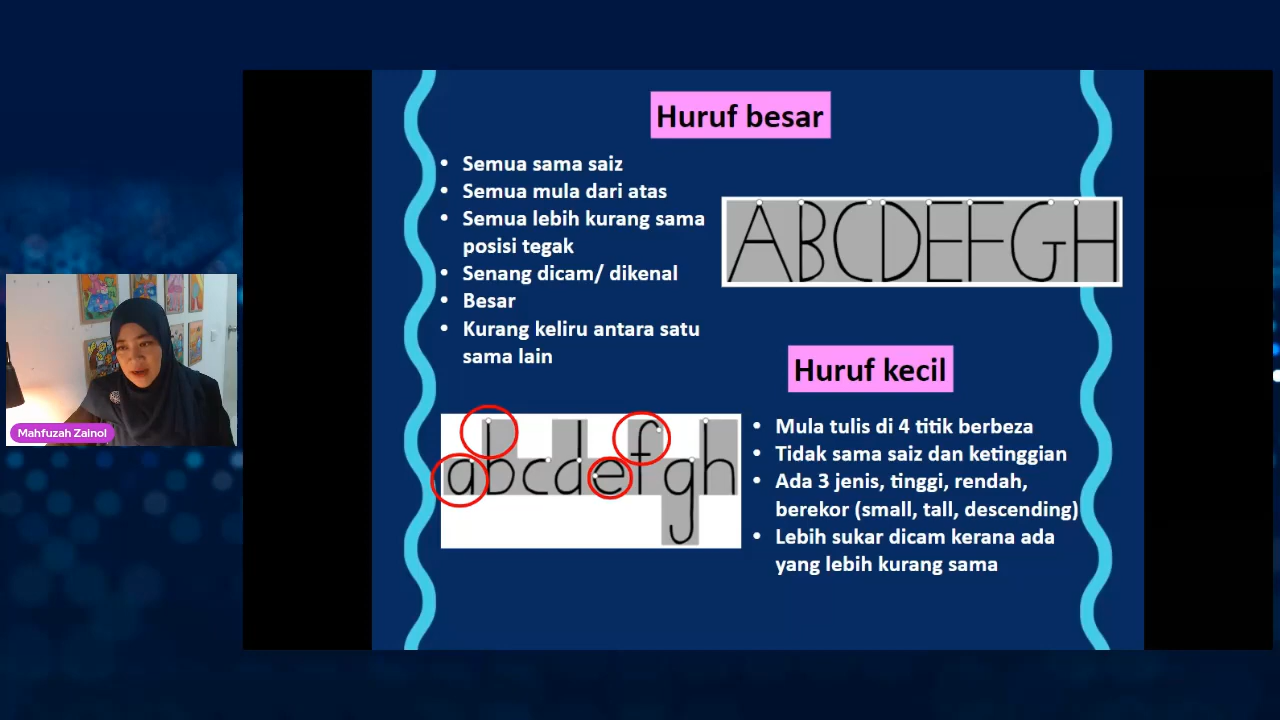 Huruf besar
• Semua sama saiz
• Semua mula dari atas
• Semua lebih kurang sama
posisi tegak
• Senang dicam/ dikenal
• Besar
• Kurang keliru antara satu
sama lain
ABCDEFGH
Huruf kecil
abcdefgh
• Mula tulis di 4 titik berbeza
• Tidak sama saiz dan ketinggian
• Ada 3 jenis, tinggi, rendah,
berekor (small, tall, descending)
• Lebih sukar dicam kerana ada
yang lebih kurang sama
Mahfuzah Zainol